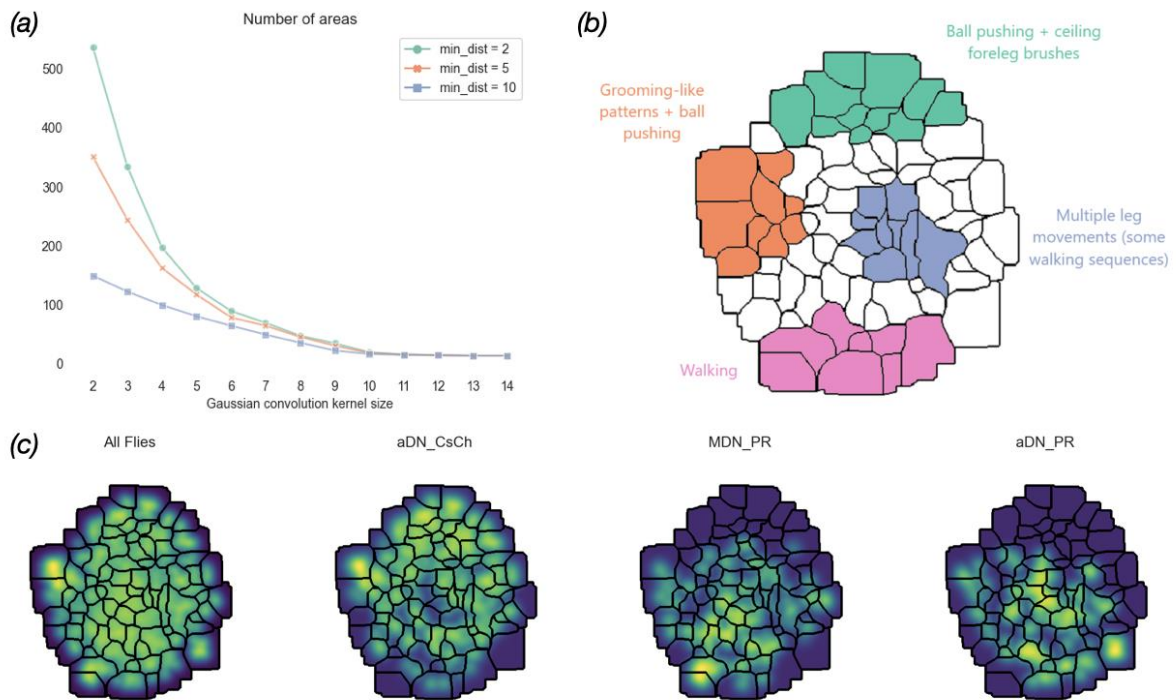 (a)
Number of areas
min_dist = 2
min_dist = 5
min_dist = 10
500
400
300
200
100
0
2 3 4 5 6 7 8 9 10 11 12 13 14
Gaussian convolution kernel size
(b)
Ball pushing + ceiling
foreleg brushes
Grooming-like
patterns + ball
pushing
Multiple leg
movements (some
walking sequences)
Walking
(c)
All Flies
aDN_CsCh
MDN_PR
aDN_PR